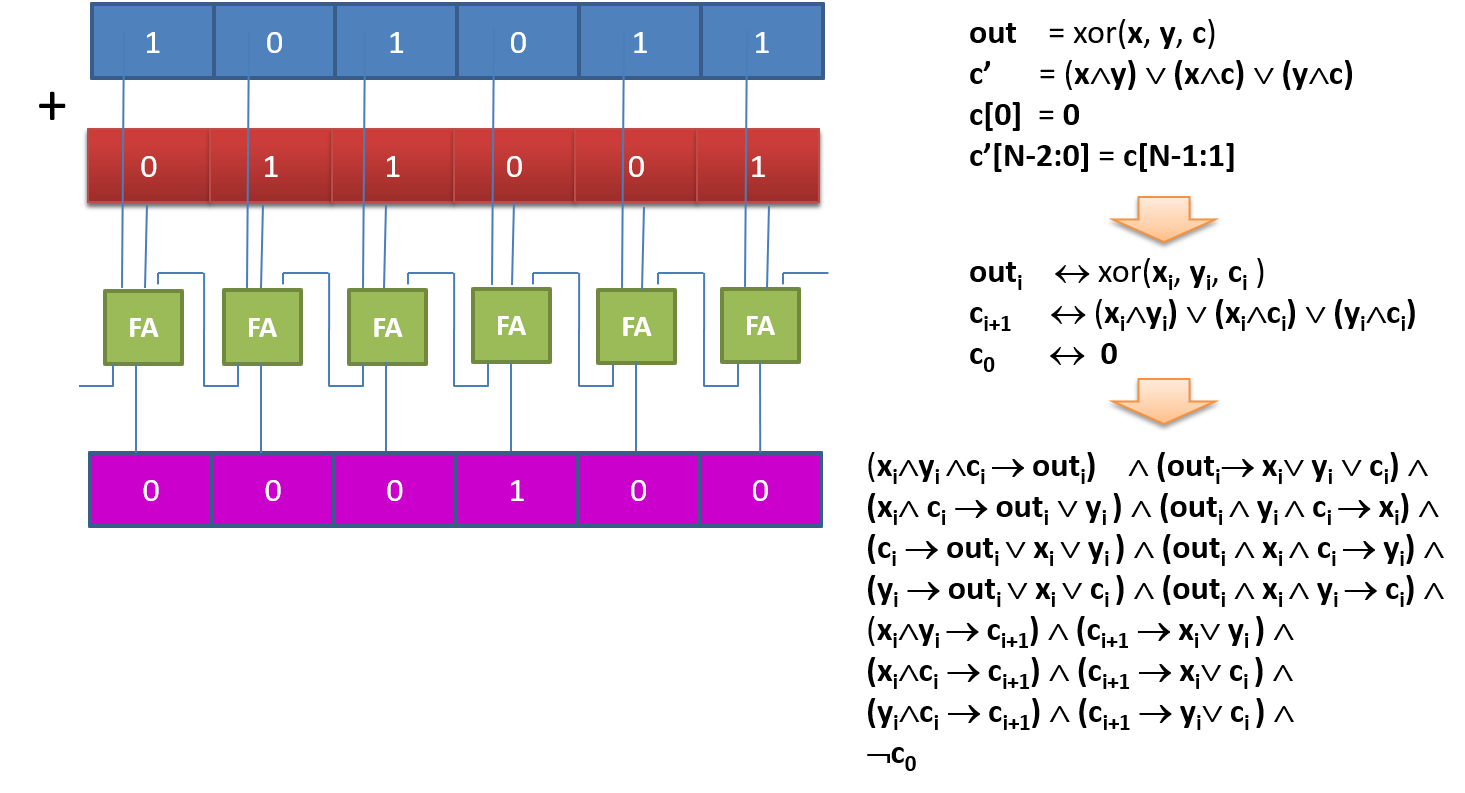 1 0 1 0 1 1
+
0 1 1 0 0 1
FA FA FA FA FA FA
0 0 0 1 0 0
out = xor(x, y, c)
c’ = (x∧y) ∨ (x∧c) ∨ (y∧c)
c[0] = 0
c’[N-2:0] = c[N-1:1]
outᵢ ↔ xor(xᵢ, yᵢ, cᵢ )
cᵢ₊₁ ↔ (xᵢ∧yᵢ) ∨ (xᵢ∧cᵢ) ∨ (yᵢ∧cᵢ)
c₀ ↔ 0
(xᵢ∧yᵢ ∧cᵢ → outᵢ) ∧ (outᵢ → xᵢ ∨ yᵢ ∨ cᵢ) ∧
(xᵢ ∧ cᵢ → outᵢ ∨ yᵢ ) ∧ (outᵢ ∧ yᵢ ∧ cᵢ → xᵢ) ∧
(cᵢ → outᵢ ∨ xᵢ ∨ yᵢ ) ∧ (outᵢ ∧ xᵢ ∧ cᵢ → yᵢ) ∧
(yᵢ → outᵢ ∨ xᵢ ∨ cᵢ ) ∧ (outᵢ ∧ xᵢ ∧ yᵢ → cᵢ) ∧
(xᵢ∧yᵢ → cᵢ₊₁) ∧ (cᵢ₊₁ → xᵢ ∨ yᵢ ) ∧
(xᵢ∧cᵢ → cᵢ₊₁) ∧ (cᵢ₊₁ → xᵢ ∨ cᵢ ) ∧
(yᵢ∧cᵢ → cᵢ₊₁) ∧ (cᵢ₊₁ → yᵢ ∨ cᵢ ) ∧
¬c₀